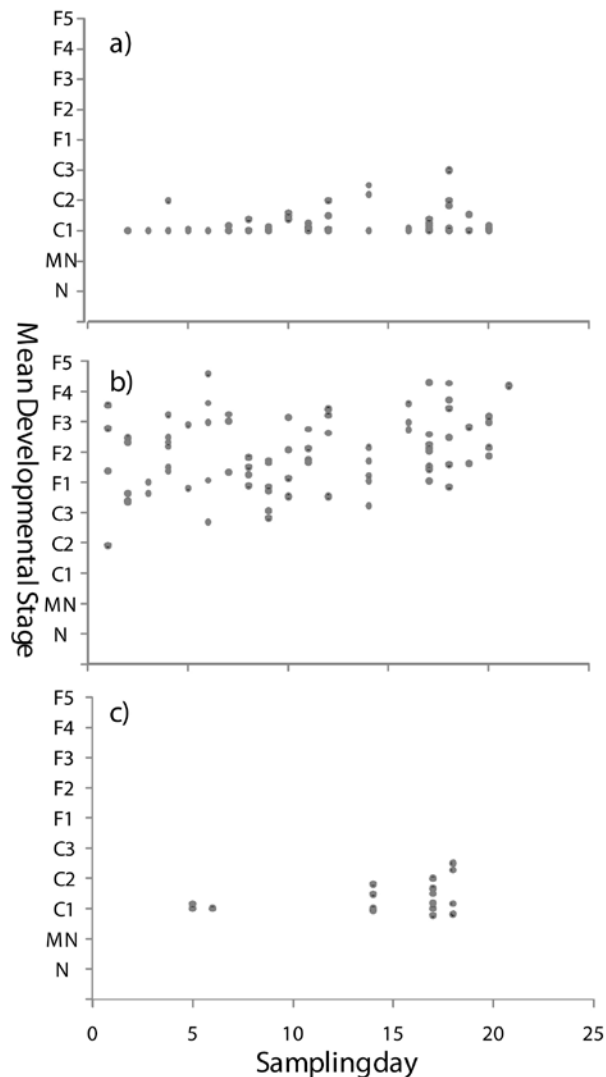 a)
F5
F4
F3
F2
F1
C3
C2
C1
MN
N
Mean Developmental Stage
b)
F5
F4
F3
F2
F1
C3
C2
C1
MN
N
c)
F5
F4
F3
F2
F1
C3
C2
C1
MN
N
0 5 10 15 20 25
Samplingday